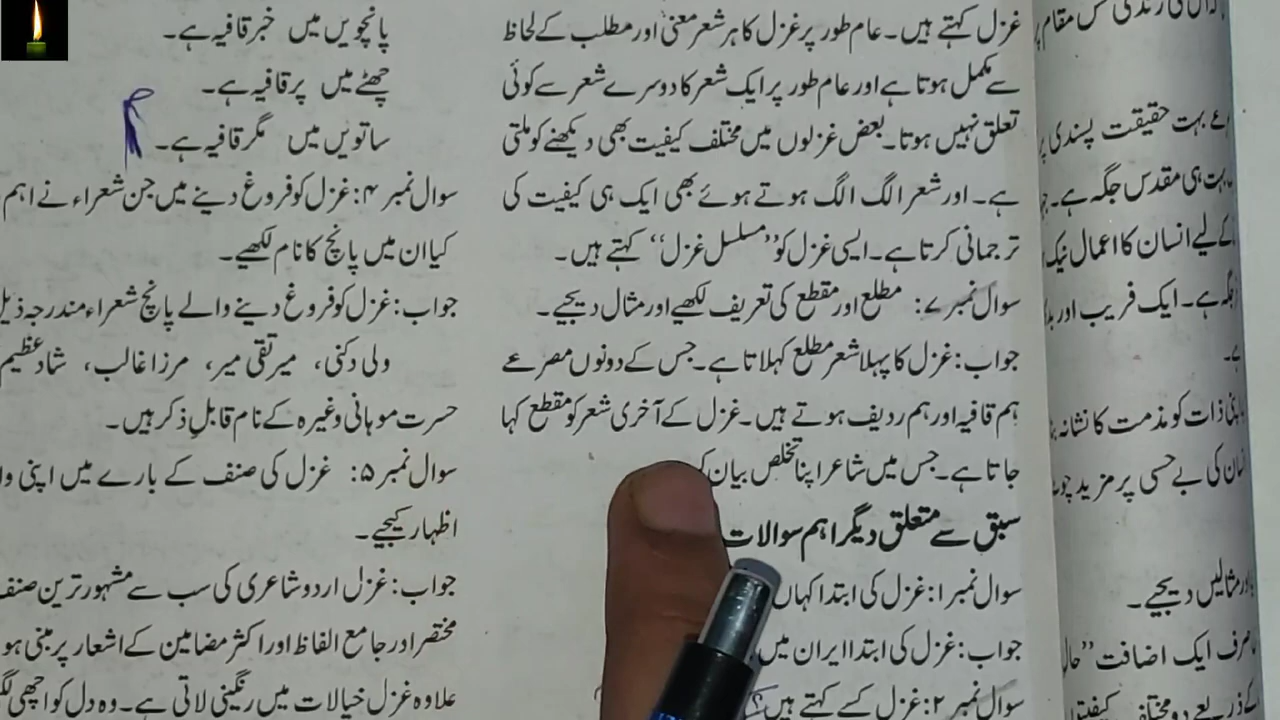 غزل کہتے ہیں۔ عام طور پر غزل کا ہر شعر معنیٰ اور مطلب کے لحاظ
سے مکمل ہوتا ہے اور عام طور پر ایک شعر کا دوسرے شعر سے کوئی
تعلق نہیں ہوتا۔ بعض غزلوں میں مختلف کیفیت بھی دیکھنے کو ملتی
ہے۔ اور شعر الگ الگ ہوتے ہوئے بھی ایک ہی کیفیت کی
ترجمانی کرتا ہے۔ ایسی غزل کو ’’مسلسل غزل‘‘ کہتے ہیں۔
سوال نمبر ۷: مطلع اور مقطع کی تعریف لکھیے اور مثال دیجیے۔
جواب: غزل کا پہلا شعر مطلع کہلاتا ہے۔ جس کے دونوں مصرعے
ہم قافیہ اور ہم ردیف ہوتے ہیں۔ غزل کے آخری شعر کو مقطع کہا
جاتا ہے۔ جس میں شاعر اپنا تخلص بیان
سبق سے متعلق دیگر اہم سوالات
سوال نمبر ۱: غزل کی ابتدا کہاں
جواب: غزل کی ابتدا ایران میں
سوال نمبر ۲: غزل کسے کہتے ہیں؟
پانچویں میں خبر قافیہ ہے۔
چھٹے میں پر قافیہ ہے۔
ساتویں میں مگر قافیہ ہے۔
سوال نمبر ۴: غزل کو فروغ دینے میں جن شعراء نے اہم
کیا ان میں پانچ کا نام لکھیے۔
جواب: غزل کو فروغ دینے والے پانچ شعراء مندرجہ ذیل
ولی دکنی، میر تقی میر، مرزا غالب، شاد عظیم
حسرت موہانی وغیرہ کے نام قابلِ ذکر ہیں۔
سوال نمبر ۵: غزل کی صنف کے بارے میں اپنی
اظہار کیجیے۔
جواب: غزل اردو شاعری کی سب سے مشہور ترین صنف
مختصر اور جامع الفاظ اور اکثر مضامین کے اشعار پر مبنی
علاوہ غزل خیالات میں رنگینی لاتی ہے۔ وہ دل کو اچھی
کی زندگی کس مقام
بہت حقیقت پسندی
بہت ہی مقدس جگہ ہے۔
کے لیے انسان کا اعمال نیک
ہے۔ ایک فریب اور
ذات کو مذمت کا نشانہ
کی بے حسی پر مزید
مثالیں دیجیے۔
صرف ایک اضافت